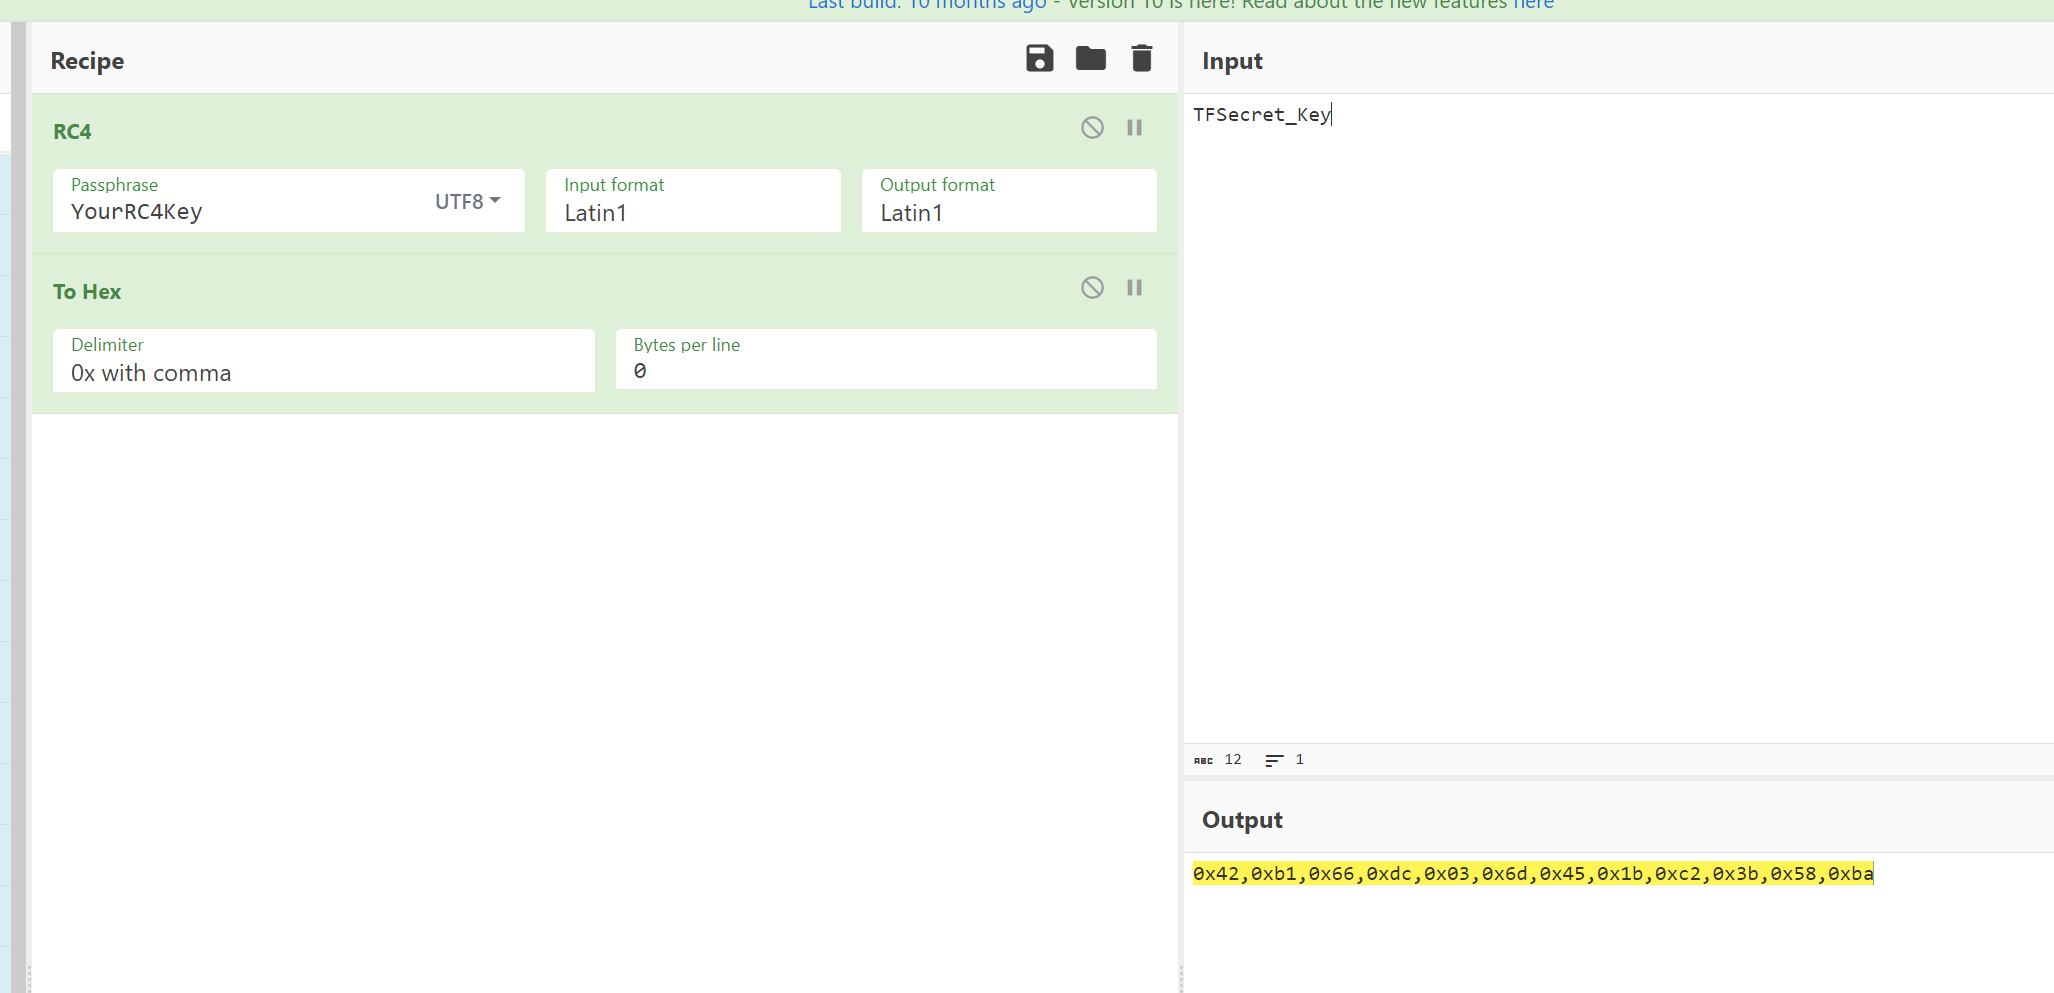 Last build: 10 months ago - Version 10 is here! Read about the new features here
Recipe
RC4
Passphrase
YourRC4Key
UTF8
Input format
Latin1
Output format
Latin1
To Hex
Delimiter
0x with comma
Bytes per line
0
Input
TFSecret_Key
ABC 12 1
Output
0x42,0xb1,0x66,0xdc,0x03,0x6d,0x45,0x1b,0xc2,0x3b,0x58,0xba